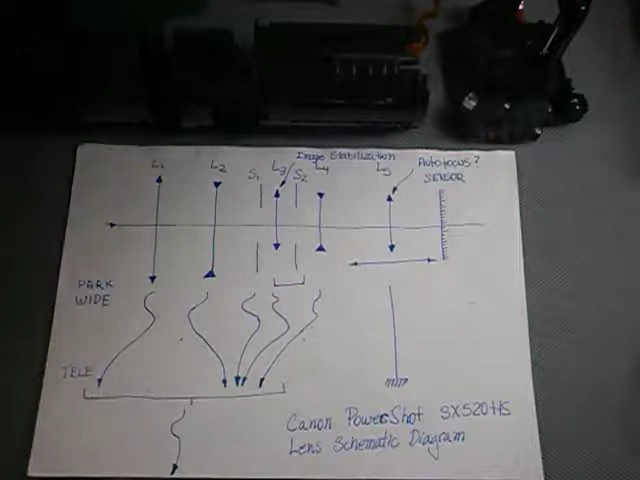 Image Stabilization
L1 L2 S1 L3 S2 L4 L5 Autofocus?
SENSOR
PARK
WIDE
TELE
Canon PowerShot SX520HS
Lens Schematic Diagram